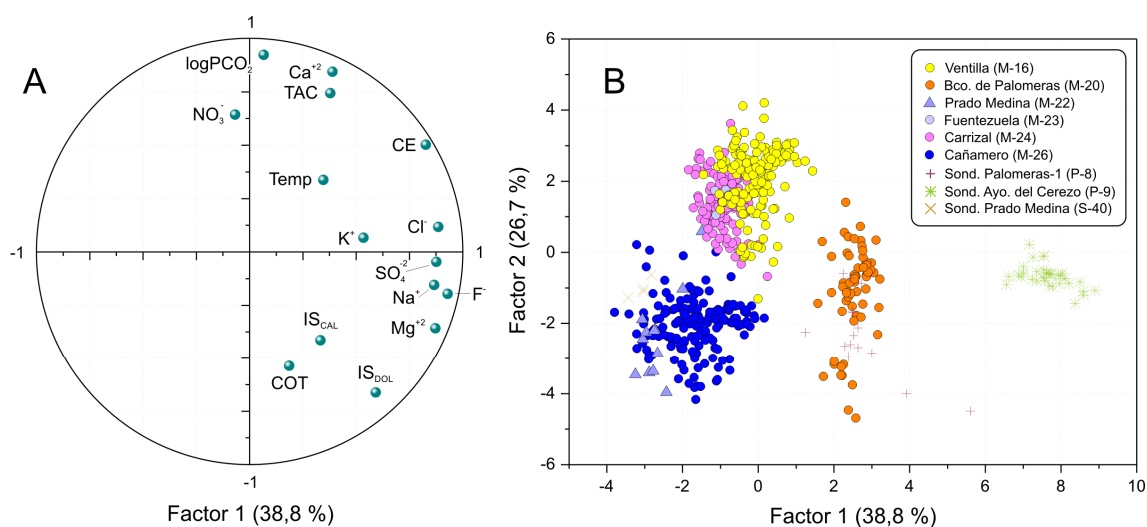 1
A
logPCO₂
Ca⁺²
TAC
NO₃⁻
CE
Temp
Cl⁻
K⁺
-1
1
SO₄⁻²
Na⁺
F⁻
Mg⁺²
IS_CAL
COT
IS_DOL
-1
Factor 1 (38,8 %)
B
Factor 2 (26,7 %)
6
4
2
0
-2
-4
-6
-4
-2
0
2
4
6
8
10
Factor 1 (38,8 %)
Ventilla (M-16)
Bco. de Palomeras (M-20)
Prado Medina (M-22)
Fuentezuela (M-23)
Carrizal (M-24)
Cañamero (M-26)
Sond. Palomeras-1 (P-8)
Sond. Ayo. del Cerezo (P-9)
Sond. Prado Medina (S-40)